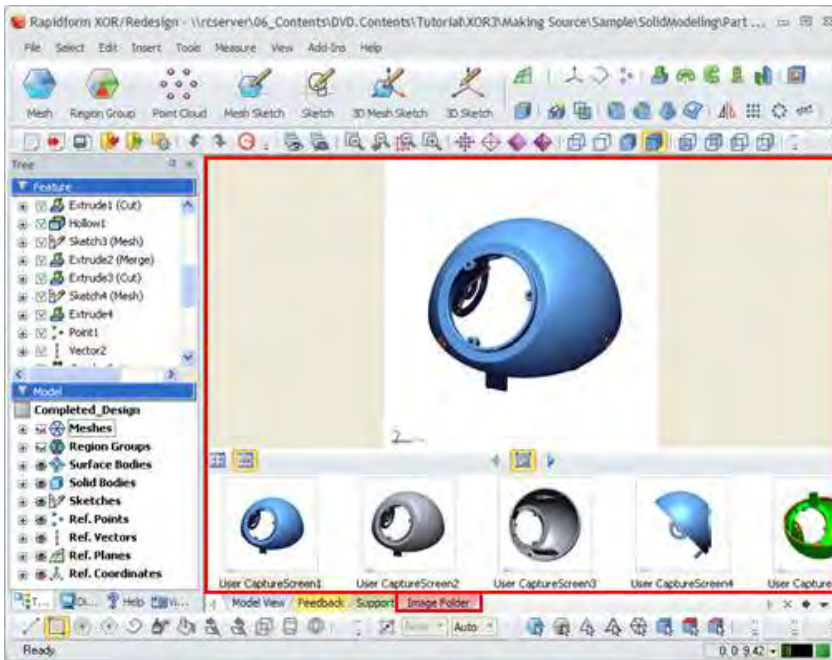 Rapidform XOR/Redesign - \\rcserver\06_Contents\DVD.Contents\Tutorial\XOR3\Making Source\Sample\SolidModeling\Part ...
File Select Edit Insert Tools Measure View Add-Ins Help
Mesh Region Group Point Cloud Mesh Sketch Sketch 3D Mesh Sketch 3D Sketch
Tree
Feature
Extrude1 (Cut)
Hollow1
Sketch3 (Mesh)
Extrude2 (Merge)
Extrude3 (Cut)
Sketch4 (Mesh)
Extrude4
Point1
Vector2
Model
Completed_Design
Meshes
Region Groups
Surface Bodies
Solid Bodies
Sketches
Ref. Points
Ref. Vectors
Ref. Planes
Ref. Coordinates
User CaptureScreen1 User CaptureScreen2 User CaptureScreen3 User CaptureScreen4 User Capture
T... Di... Help Vi...
Model View Feedback Support Image Folder
Auto
Ready
0: 0: 9.42